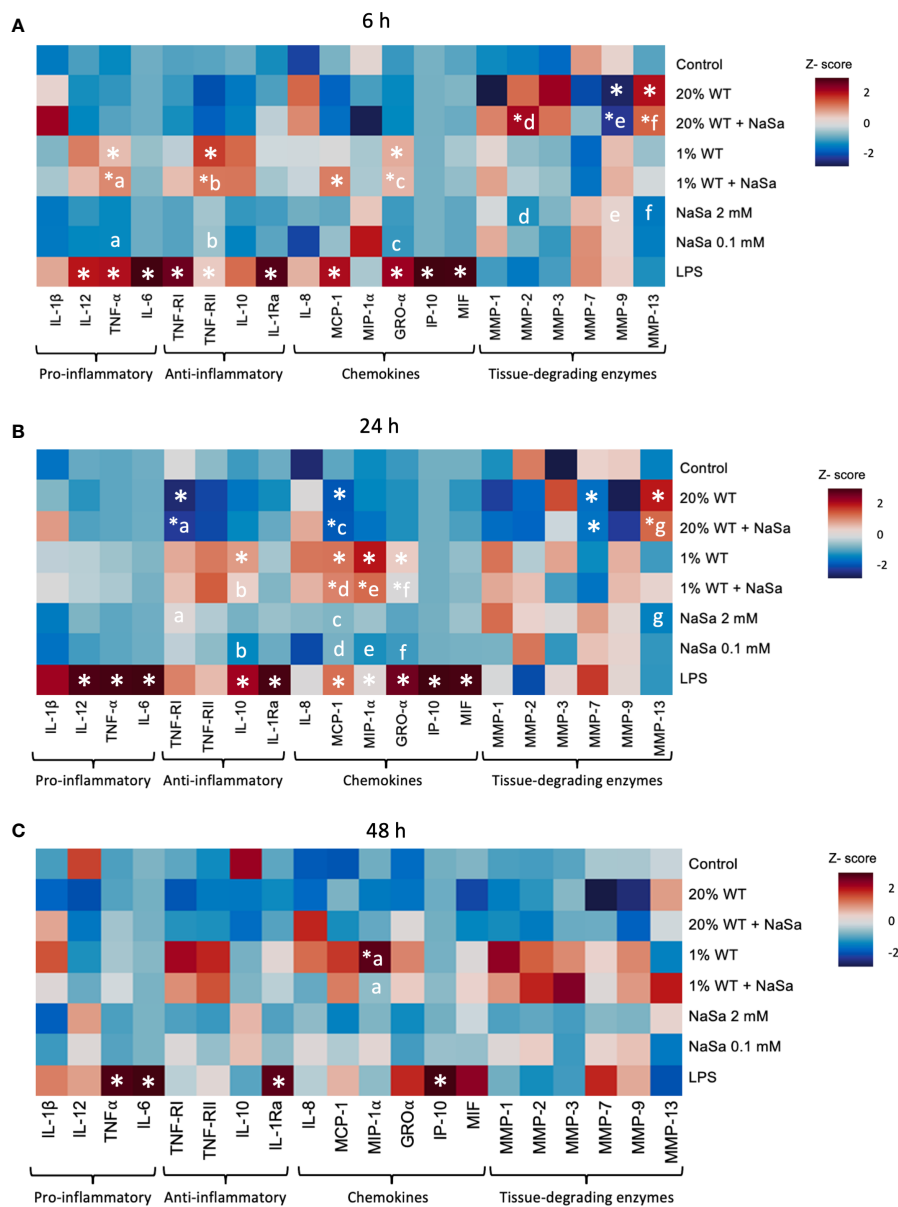 A
6 h
Control
Z- score
20% WT
* *
2
20% WT + NaSa
*d *e *f
0
1% WT
* * *
-2
1% WT + NaSa
*a *b * *c
NaSa 2 mM
d e f
NaSa 0.1 mM
a b c
LPS
* * * * * * * * * *
IL-1β IL-12 TNF-α IL-6 TNF-RI TNF-RII IL-10 IL-1Ra IL-8 MCP-1 MIP-1α GRO-α IP-10 MIF MMP-1 MMP-2 MMP-3 MMP-7 MMP-9 MMP-13
Pro-inflammatory Anti-inflammatory Chemokines Tissue-degrading enzymes
B
24 h
Control
Z- score
20% WT
* * * *
2
20% WT + NaSa
*a *c * *g
0
1% WT
* * * *
-2
1% WT + NaSa
b *d *e *f
NaSa 2 mM
a c g
NaSa 0.1 mM
b d e f
LPS
* * * * * * * * * *
IL-1β IL-12 TNF-α IL-6 TNF-RI TNF-RII IL-10 IL-1Ra IL-8 MCP-1 MIP-1α GRO-α IP-10 MIF MMP-1 MMP-2 MMP-3 MMP-7 MMP-9 MMP-13
Pro-inflammatory Anti-inflammatory Chemokines Tissue-degrading enzymes
C
48 h
Control
Z- score
20% WT
2
20% WT + NaSa
0
1% WT
*a
-2
1% WT + NaSa
a
NaSa 2 mM
NaSa 0.1 mM
LPS
* * * *
IL-1β IL-12 TNFα IL-6 TNF-RI TNF-RII IL-10 IL-1Ra IL-8 MCP-1 MIP-1α GROα IP-10 MIF MMP-1 MMP-2 MMP-3 MMP-7 MMP-9 MMP-13
Pro-inflammatory Anti-inflammatory Chemokines Tissue-degrading enzymes